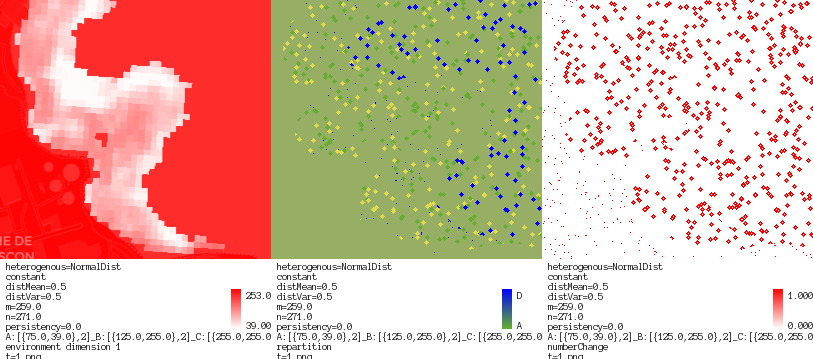 IE DE
SCON
heterogenous=NormalDist
constant
distMean=0.5
distVar=0.5
m=259.0
n=271.0
persistency=0.0
A:[{75.0,39.0},2]_B:[{125.0,255.0},2]_C:[{255.0,255.0
environment dimension 1
t=1.png
253.0
39.00
heterogenous=NormalDist
constant
distMean=0.5
distVar=0.5
m=259.0
n=271.0
persistency=0.0
A:[{75.0,39.0},2]_B:[{125.0,255.0},2]_C:[{255.0,255.0
repartition
t=1.png
D
A
heterogenous=NormalDist
constant
distMean=0.5
distVar=0.5
m=259.0
n=271.0
persistency=0.0
A:[{75.0,39.0},2]_B:[{125.0,255.0},2]_C:[{255.0,255.0
numberChange
t=1.png
1.000
0.000